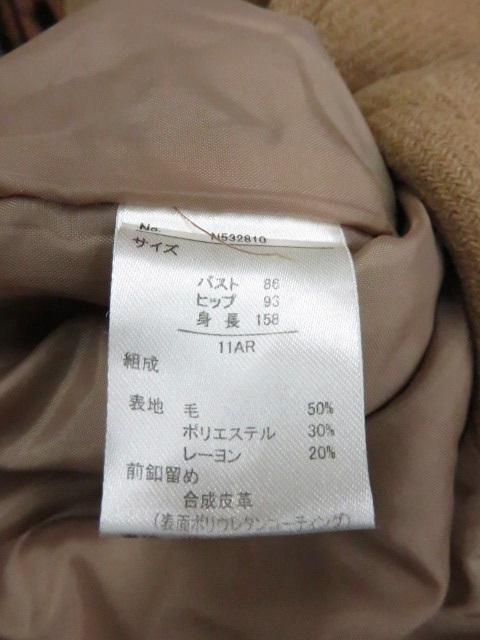 No. N532810
サイズ
バスト 86
ヒップ 93
身長 158
11AR
組成
表地 毛 50%
ポリエステル 30%
レーヨン 20%
前釦留め
合成皮革
(表面ポリウレタンコーティング)